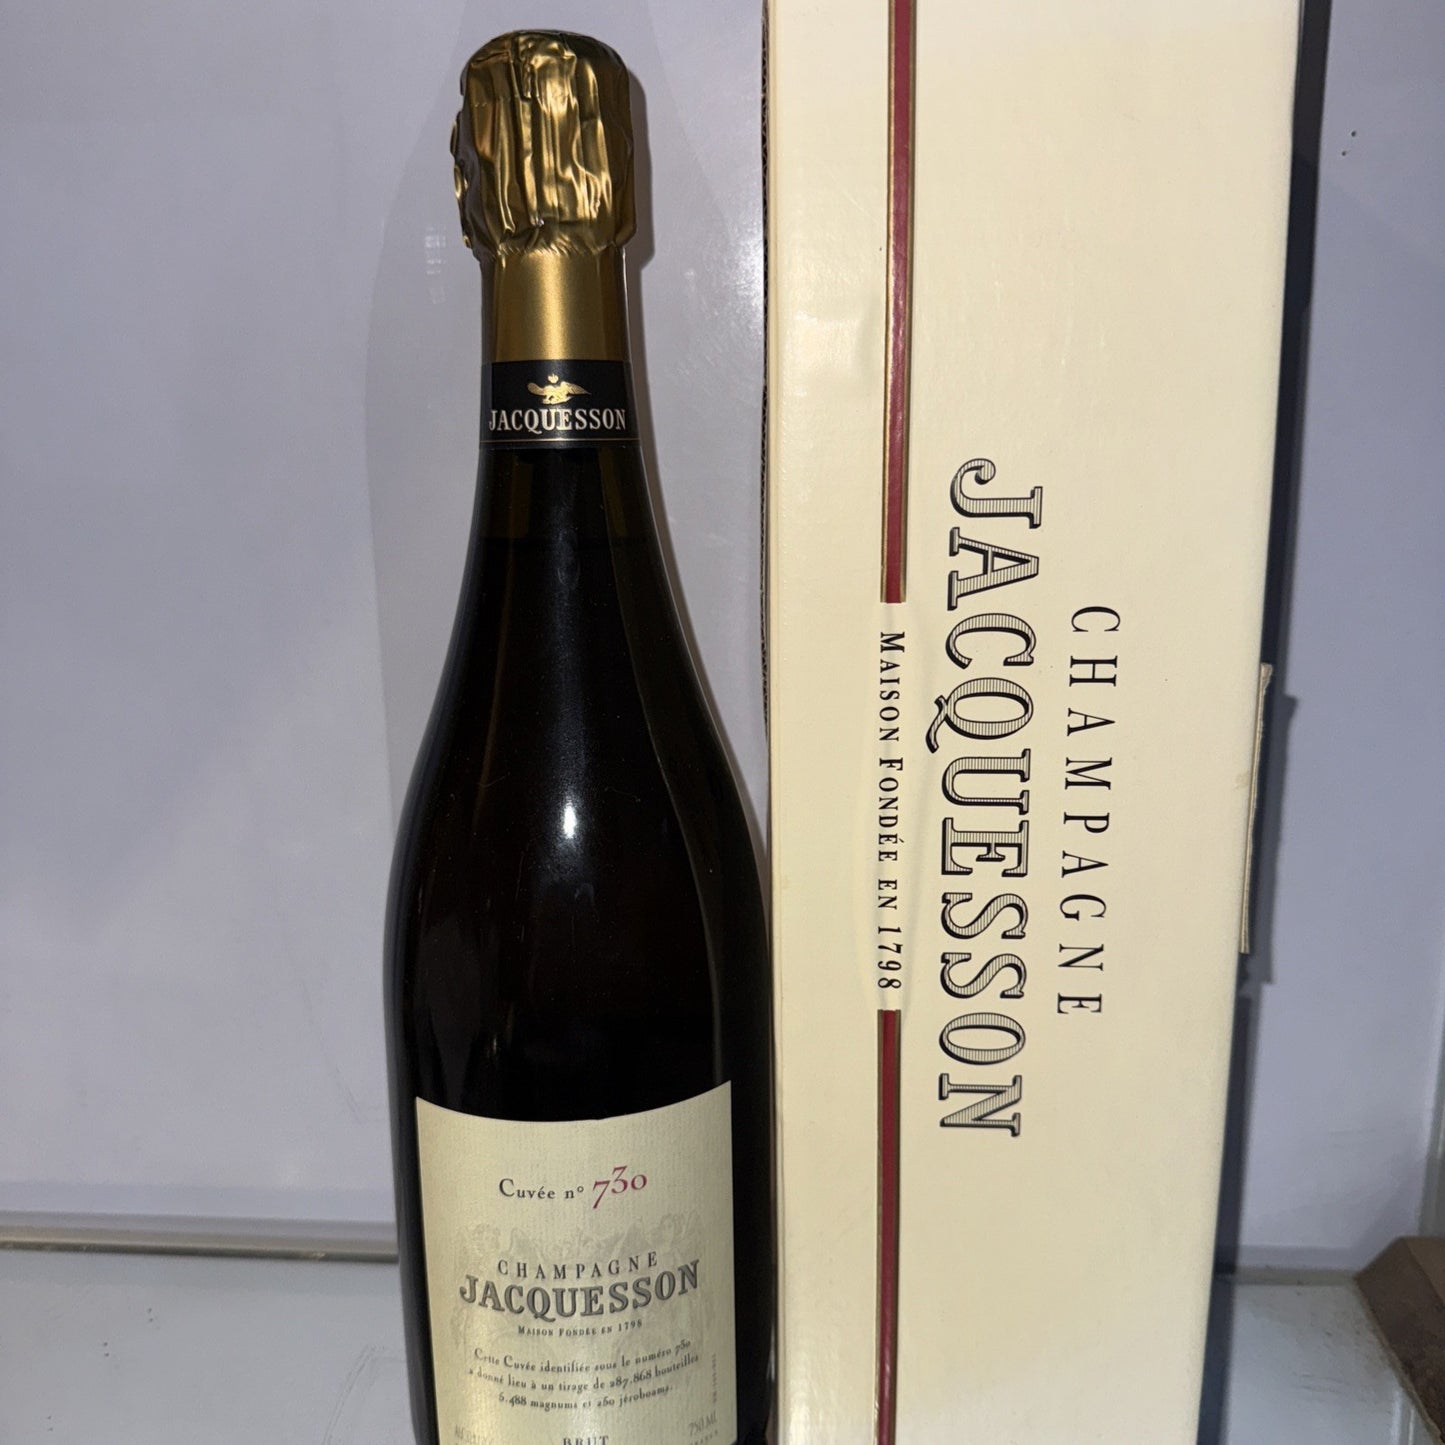 JACQUESSON
Cuvée nº 730
CHAMPAGNE
JACQUESSON
MAISON FONDÉE EN 1798
Cette Cuvée identifiée sous le numéro 730
a donné lieu à un tirage de 287.868 bouteilles
5.488 magnums et 260 jéroboams.
750 ML
BRUT
CHAMPAGNE
JACQUESSON
MAISON FONDÉE EN 1798